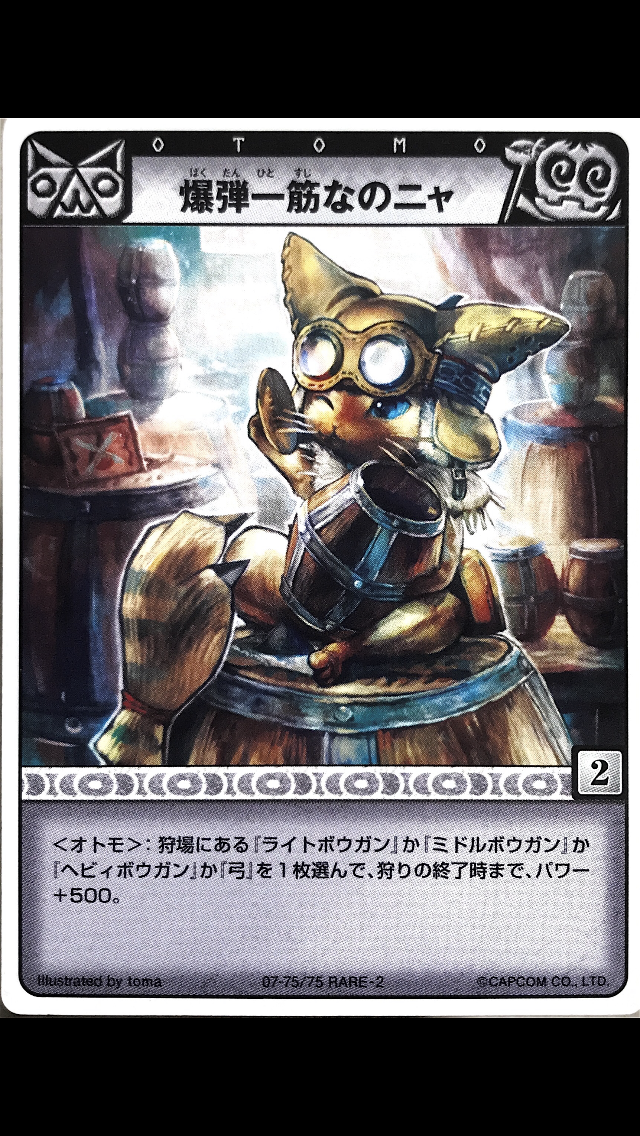 OTOMO
ばく たん ひと すじ
爆弾一筋なのニャ
2
＜オトモ＞：狩場にある『ライトボウガン』か『ミドルボウガン』か
『ヘビィボウガン』か『弓』を１枚選んで、狩りの終了時まで、パワー
+500。
Illustrated by toma 07-75/75 RARE-2 ©CAPCOM CO., LTD.